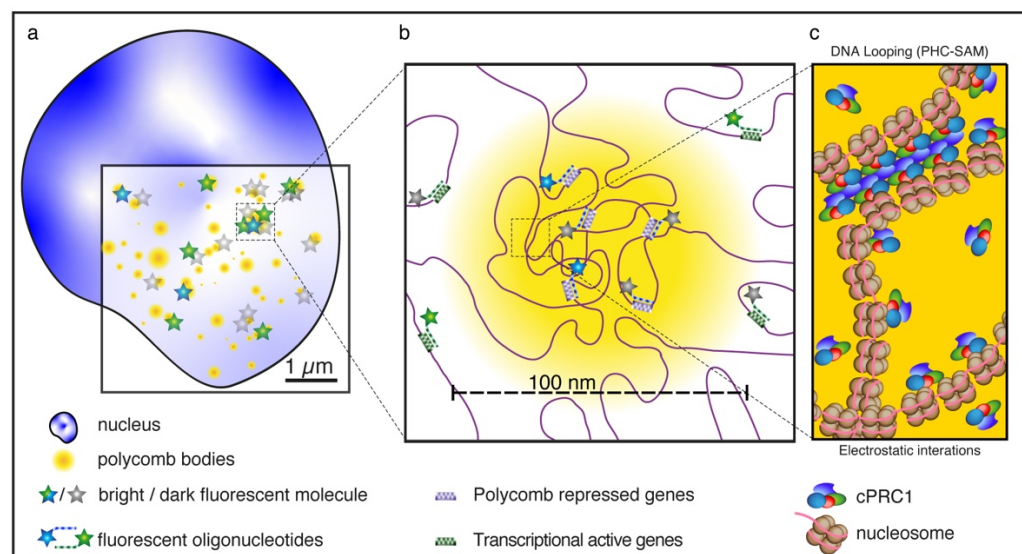 a
b
c
DNA Looping (PHC-SAM)
1 µm
100 nm
Electrostatic interations
nucleus
polycomb bodies
bright / dark fluorescent molecule
fluorescent oligonucleotides
Polycomb repressed genes
Transcriptional active genes
cPRC1
nucleosome